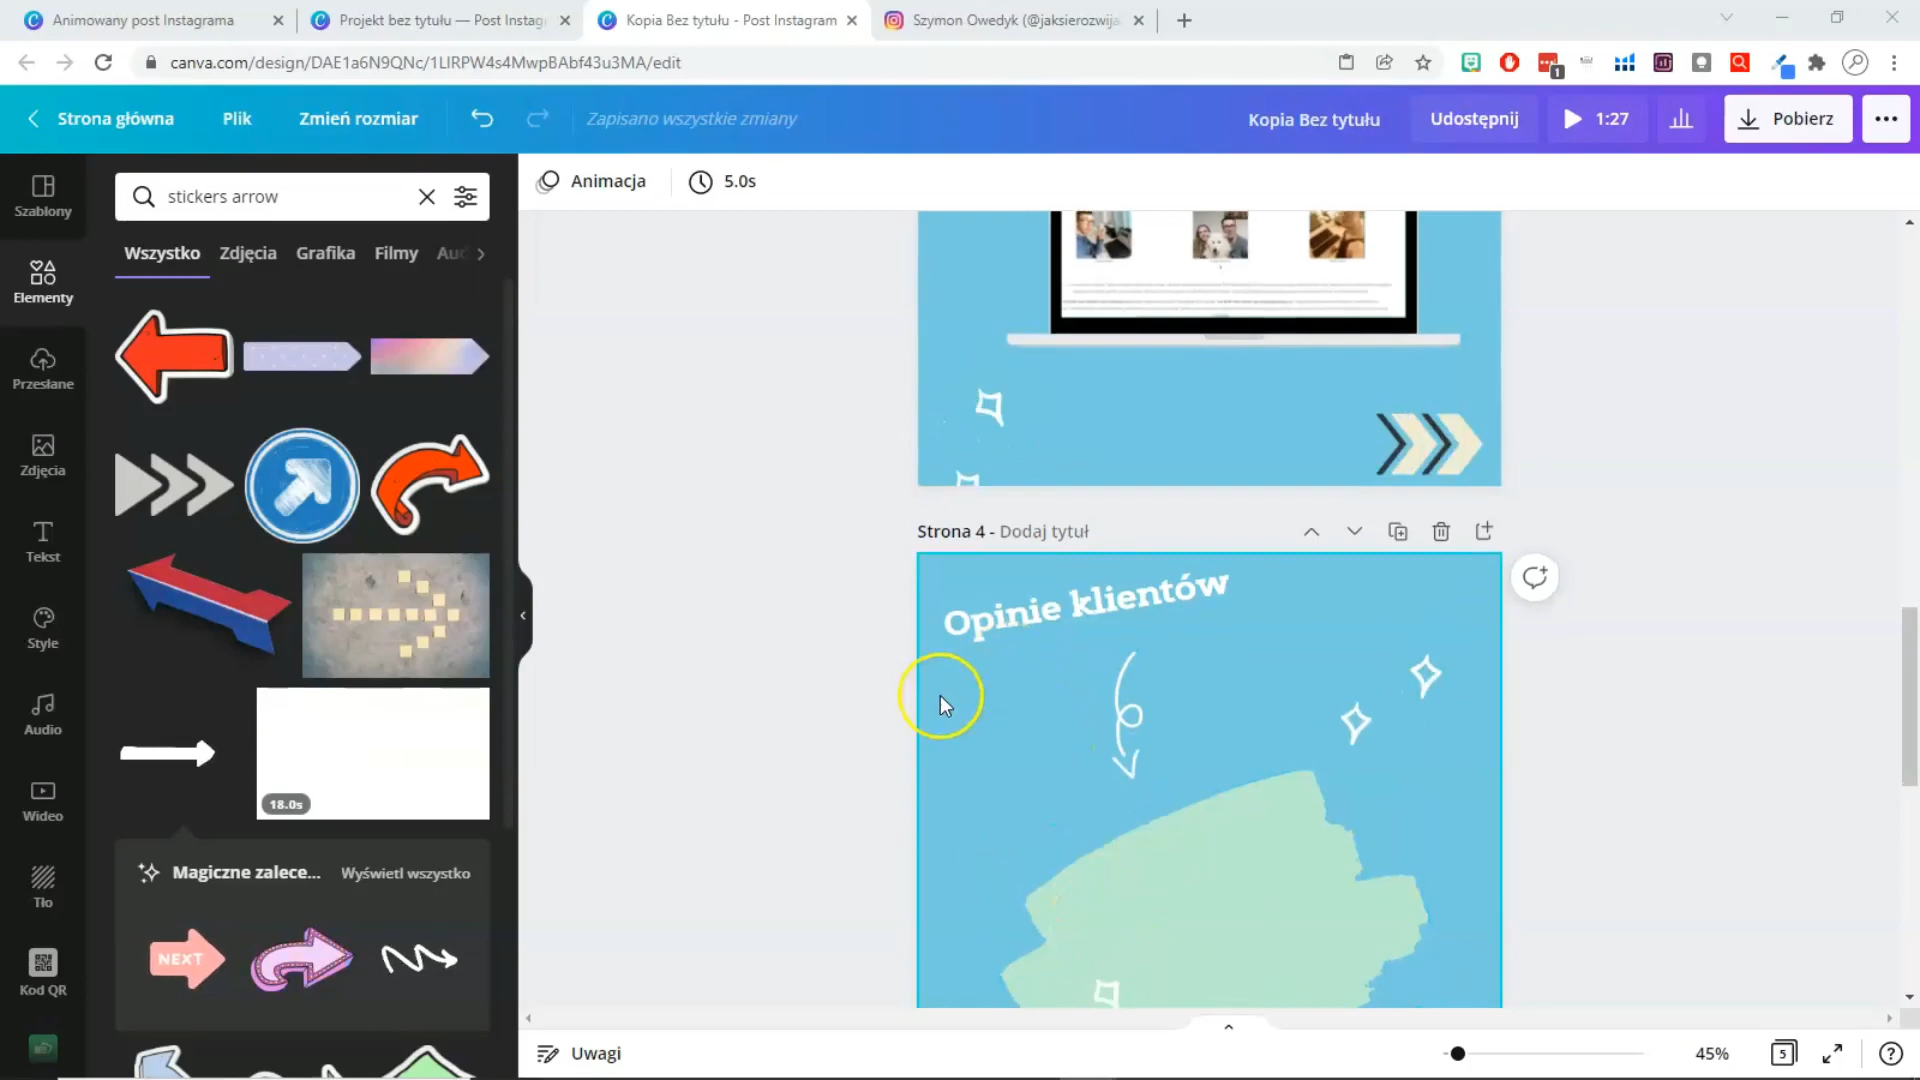 Animowany post Instagrama
Projekt bez tytułu — Post Instag
Kopia Bez tytułu - Post Instagram
Szymon Owedyk (@jaksierozwija
canva.com/design/DAE1a6N9QNc/1LlRPW4s4MwpBAbf43u3MA/edit
1
Strona główna
Plik
Zmień rozmiar
Zapisano wszystkie zmiany
Kopia Bez tytułu
Udostępnij
1:27
Pobierz
Szablony
Elementy
Przesłane
Zdjęcia
Tekst
Style
Audio
Wideo
Tło
Kod QR
stickers arrow
Wszystko
Zdjęcia
Grafika
Filmy
Aud
18.0s
Magiczne zalece...
Wyświetl wszystko
NEXT
Animacja
5.0s
Strona 4 - Dodaj tytuł
Opinie klientów
Uwagi
45%
5